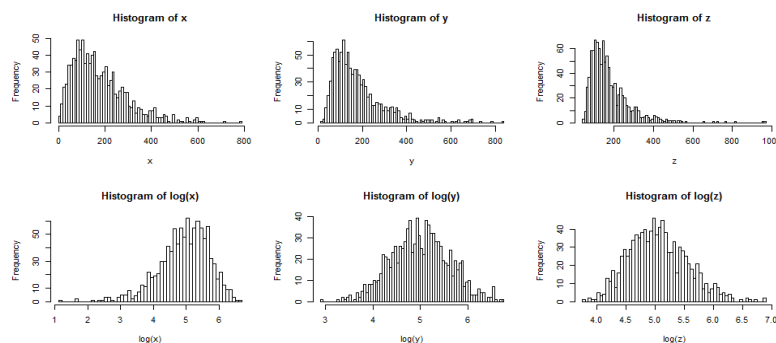 Histogram of x
Frequency
0 10 20 30 40 50
0 200 400 600 800
x
Histogram of y
Frequency
0 10 30 50
0 200 400 600 800
y
Histogram of z
Frequency
0 20 40 60
200 400 600 800 1000
z
Histogram of log(x)
Frequency
0 10 30 50
1 2 3 4 5 6
log(x)
Histogram of log(y)
Frequency
0 10 20 30 40
3 4 5 6
log(y)
Histogram of log(z)
Frequency
0 10 20 30 40
4.0 4.5 5.0 5.5 6.0 6.5 7.0
log(z)